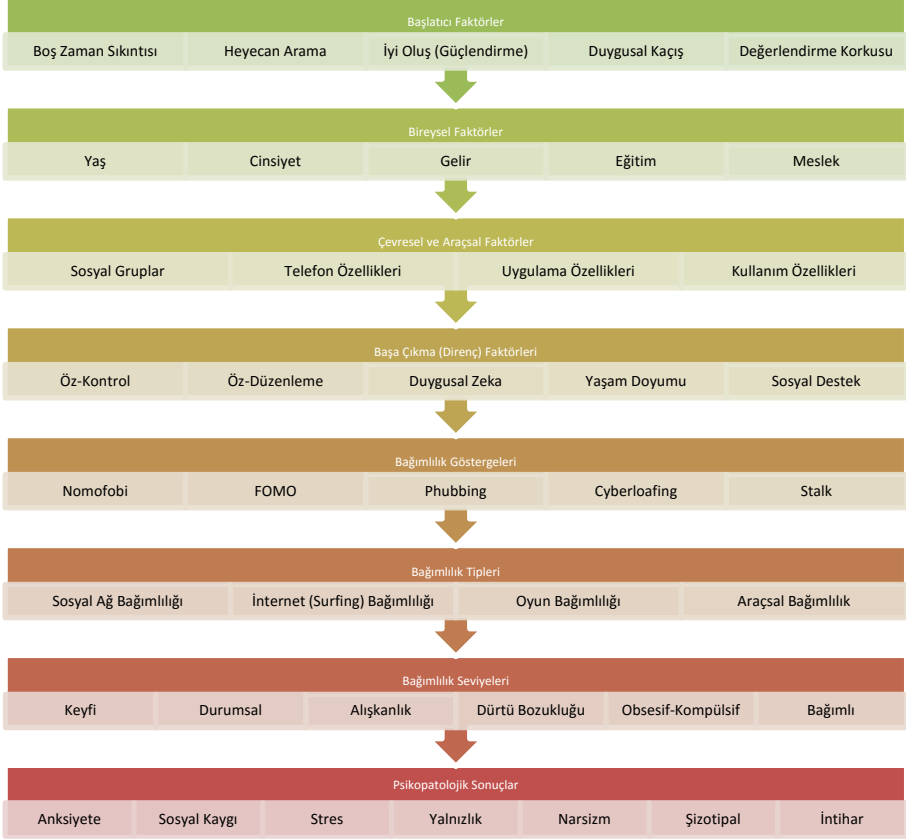 Başlatıcı Faktörler
Boş Zaman Sıkıntısı Heyecan Arama İyi Oluş (Güçlendirme) Duygusal Kaçış Değerlendirme Korkusu
Bireysel Faktörler
Yaş Cinsiyet Gelir Eğitim Meslek
Çevresel ve Araçsal Faktörler
Sosyal Gruplar Telefon Özellikleri Uygulama Özellikleri Kullanım Özellikleri
Başa Çıkma (Direnç) Faktörleri
Öz-Kontrol Öz-Düzenleme Duygusal Zeka Yaşam Doyumu Sosyal Destek
Bağımlılık Göstergeleri
Nomofobi FOMO Phubbing Cyberloafing Stalk
Bağımlılık Tipleri
Sosyal Ağ Bağımlılığı İnternet (Surfing) Bağımlılığı Oyun Bağımlılığı Araçsal Bağımlılık
Bağımlılık Seviyeleri
Keyfi Durumsal Alışkanlık Dürtü Bozukluğu Obsesif-Kompülsif Bağımlı
Psikopatolojik Sonuçlar
Anksiyete Sosyal Kaygı Stres Yalnızlık Narsizm Şizotipal İntihar